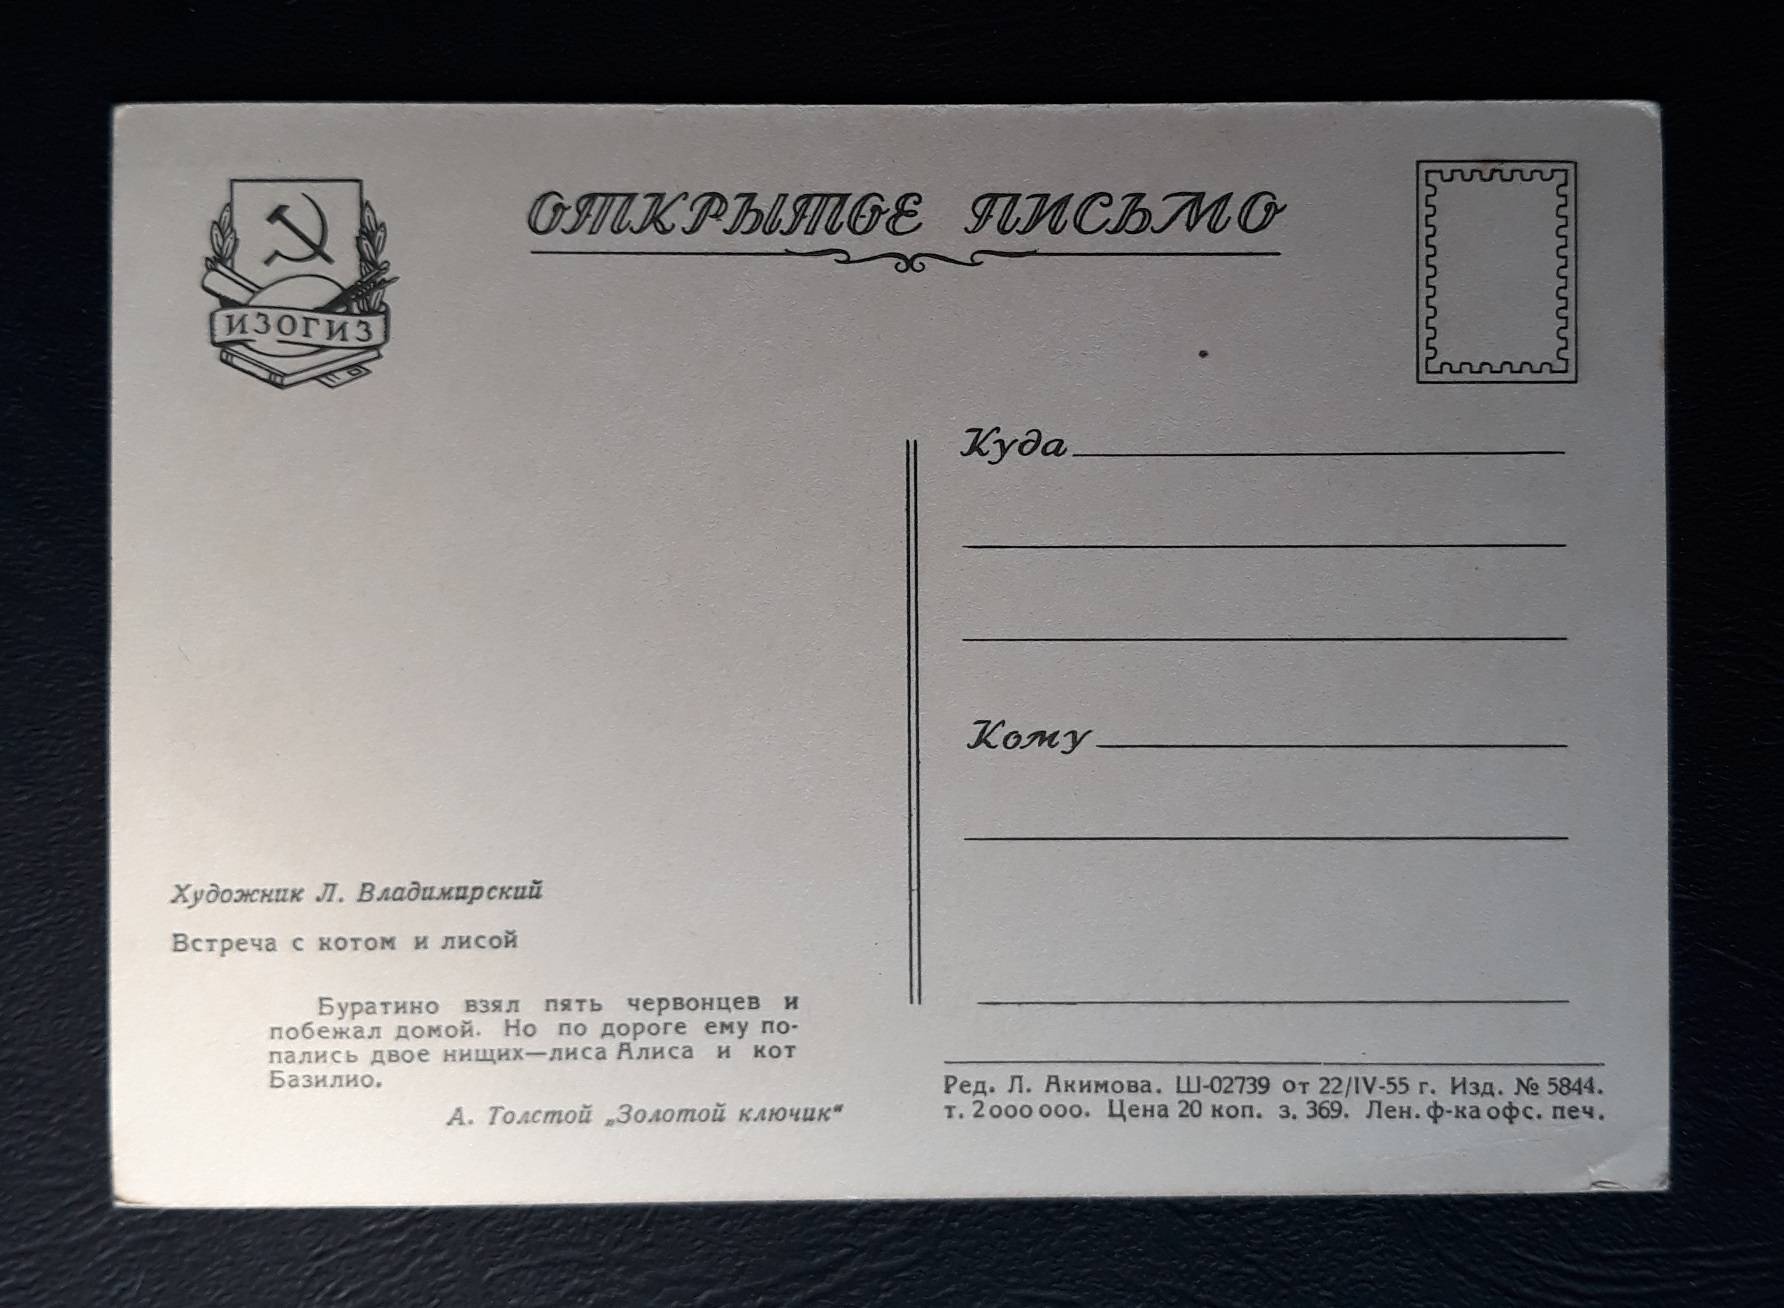 ИЗОГИЗ
ОТКРЫТОЕ ПИСЬМО
Куда
Кому
Художник Л. Владимирский
Встреча с котом и лисой
Буратино взял пять червонцев и
побежал домой. Но по дороге ему по-
пались двое нищих—лиса Алиса и кот
Базилио.
А. Толстой „Золотой ключик“
Ред. Л. Акимова. Ш-02739 от 22/IV-55 г. Изд. № 5844.
т. 2 000 000. Цена 20 коп. з. 369. Лен. ф-ка офс. печ.